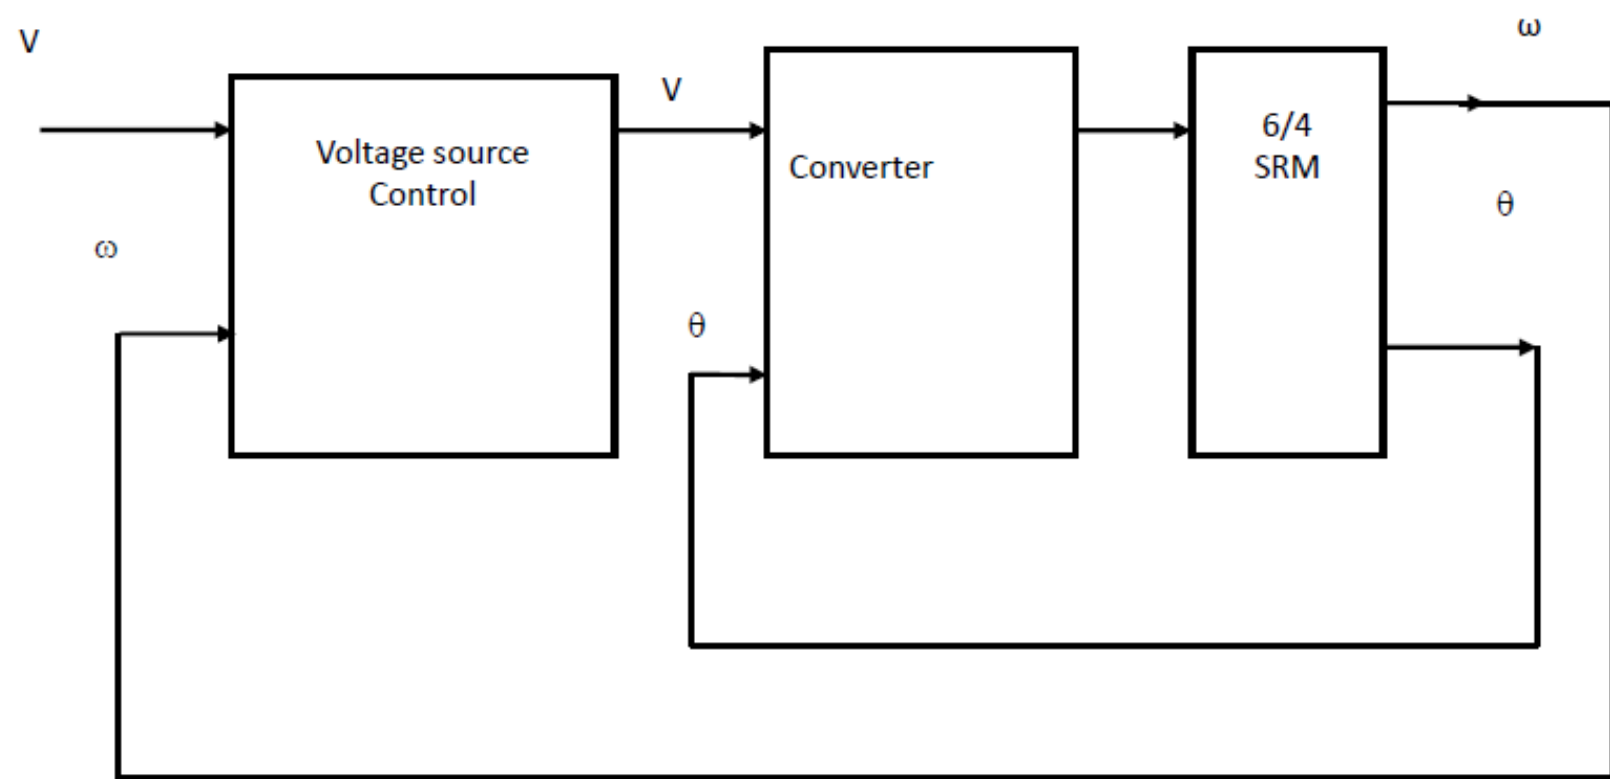 V
ω
V
Voltage source
Control
Converter
6/4
SRM
θ
ω
θ